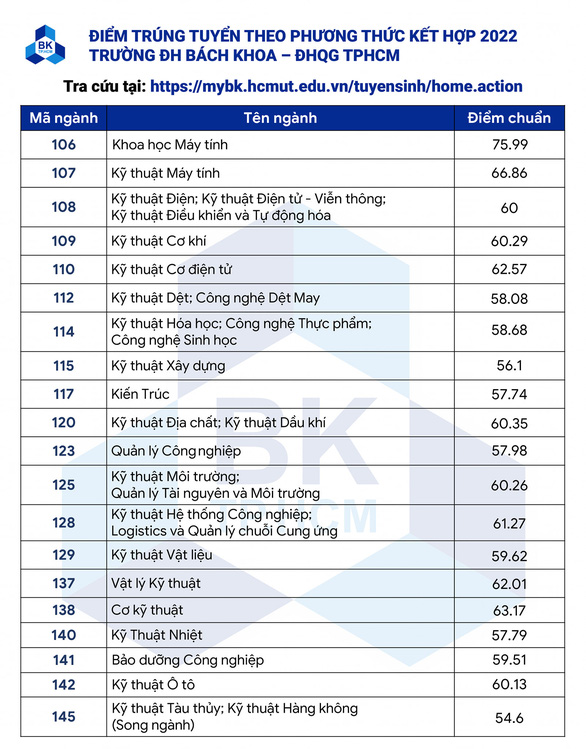 BK
TPHCM
ĐIỂM TRÚNG TUYỂN THEO PHƯƠNG THỨC KẾT HỢP 2022
TRƯỜNG ĐH BÁCH KHOA – ĐHQG TPHCM
Tra cứu tại: https://mybk.hcmut.edu.vn/tuyensinh/home.action
Mã ngành Tên ngành Điểm chuẩn
106 Khoa học Máy tính 75.99
107 Kỹ thuật Máy tính 66.86
108 Kỹ thuật Điện; Kỹ thuật Điện tử - Viễn thông; 60
Kỹ thuật Điều khiển và Tự động hóa
109 Kỹ thuật Cơ khí 60.29
110 Kỹ thuật Cơ điện tử 62.57
112 Kỹ thuật Dệt; Công nghệ Dệt May 58.08
114 Kỹ thuật Hóa học; Công nghệ Thực phẩm; 58.68
Công nghệ Sinh học
115 Kỹ thuật Xây dựng 56.1
117 Kiến Trúc 57.74
120 Kỹ thuật Địa chất; Kỹ thuật Dầu khí 60.35
123 Quản lý Công nghiệp 57.98
125 Kỹ thuật Môi trường; 60.26
Quản lý Tài nguyên và Môi trường
128 Kỹ thuật Hệ thống Công nghiệp; 61.27
Logistics và Quản lý chuỗi Cung ứng
129 Kỹ thuật Vật liệu 59.62
137 Vật lý Kỹ thuật 62.01
138 Cơ kỹ thuật 63.17
140 Kỹ Thuật Nhiệt 57.79
141 Bảo dưỡng Công nghiệp 59.51
142 Kỹ thuật Ô tô 60.13
145 Kỹ thuật Tàu thủy; Kỹ thuật Hàng không 54.6
(Song ngành)
BK
TPHCM